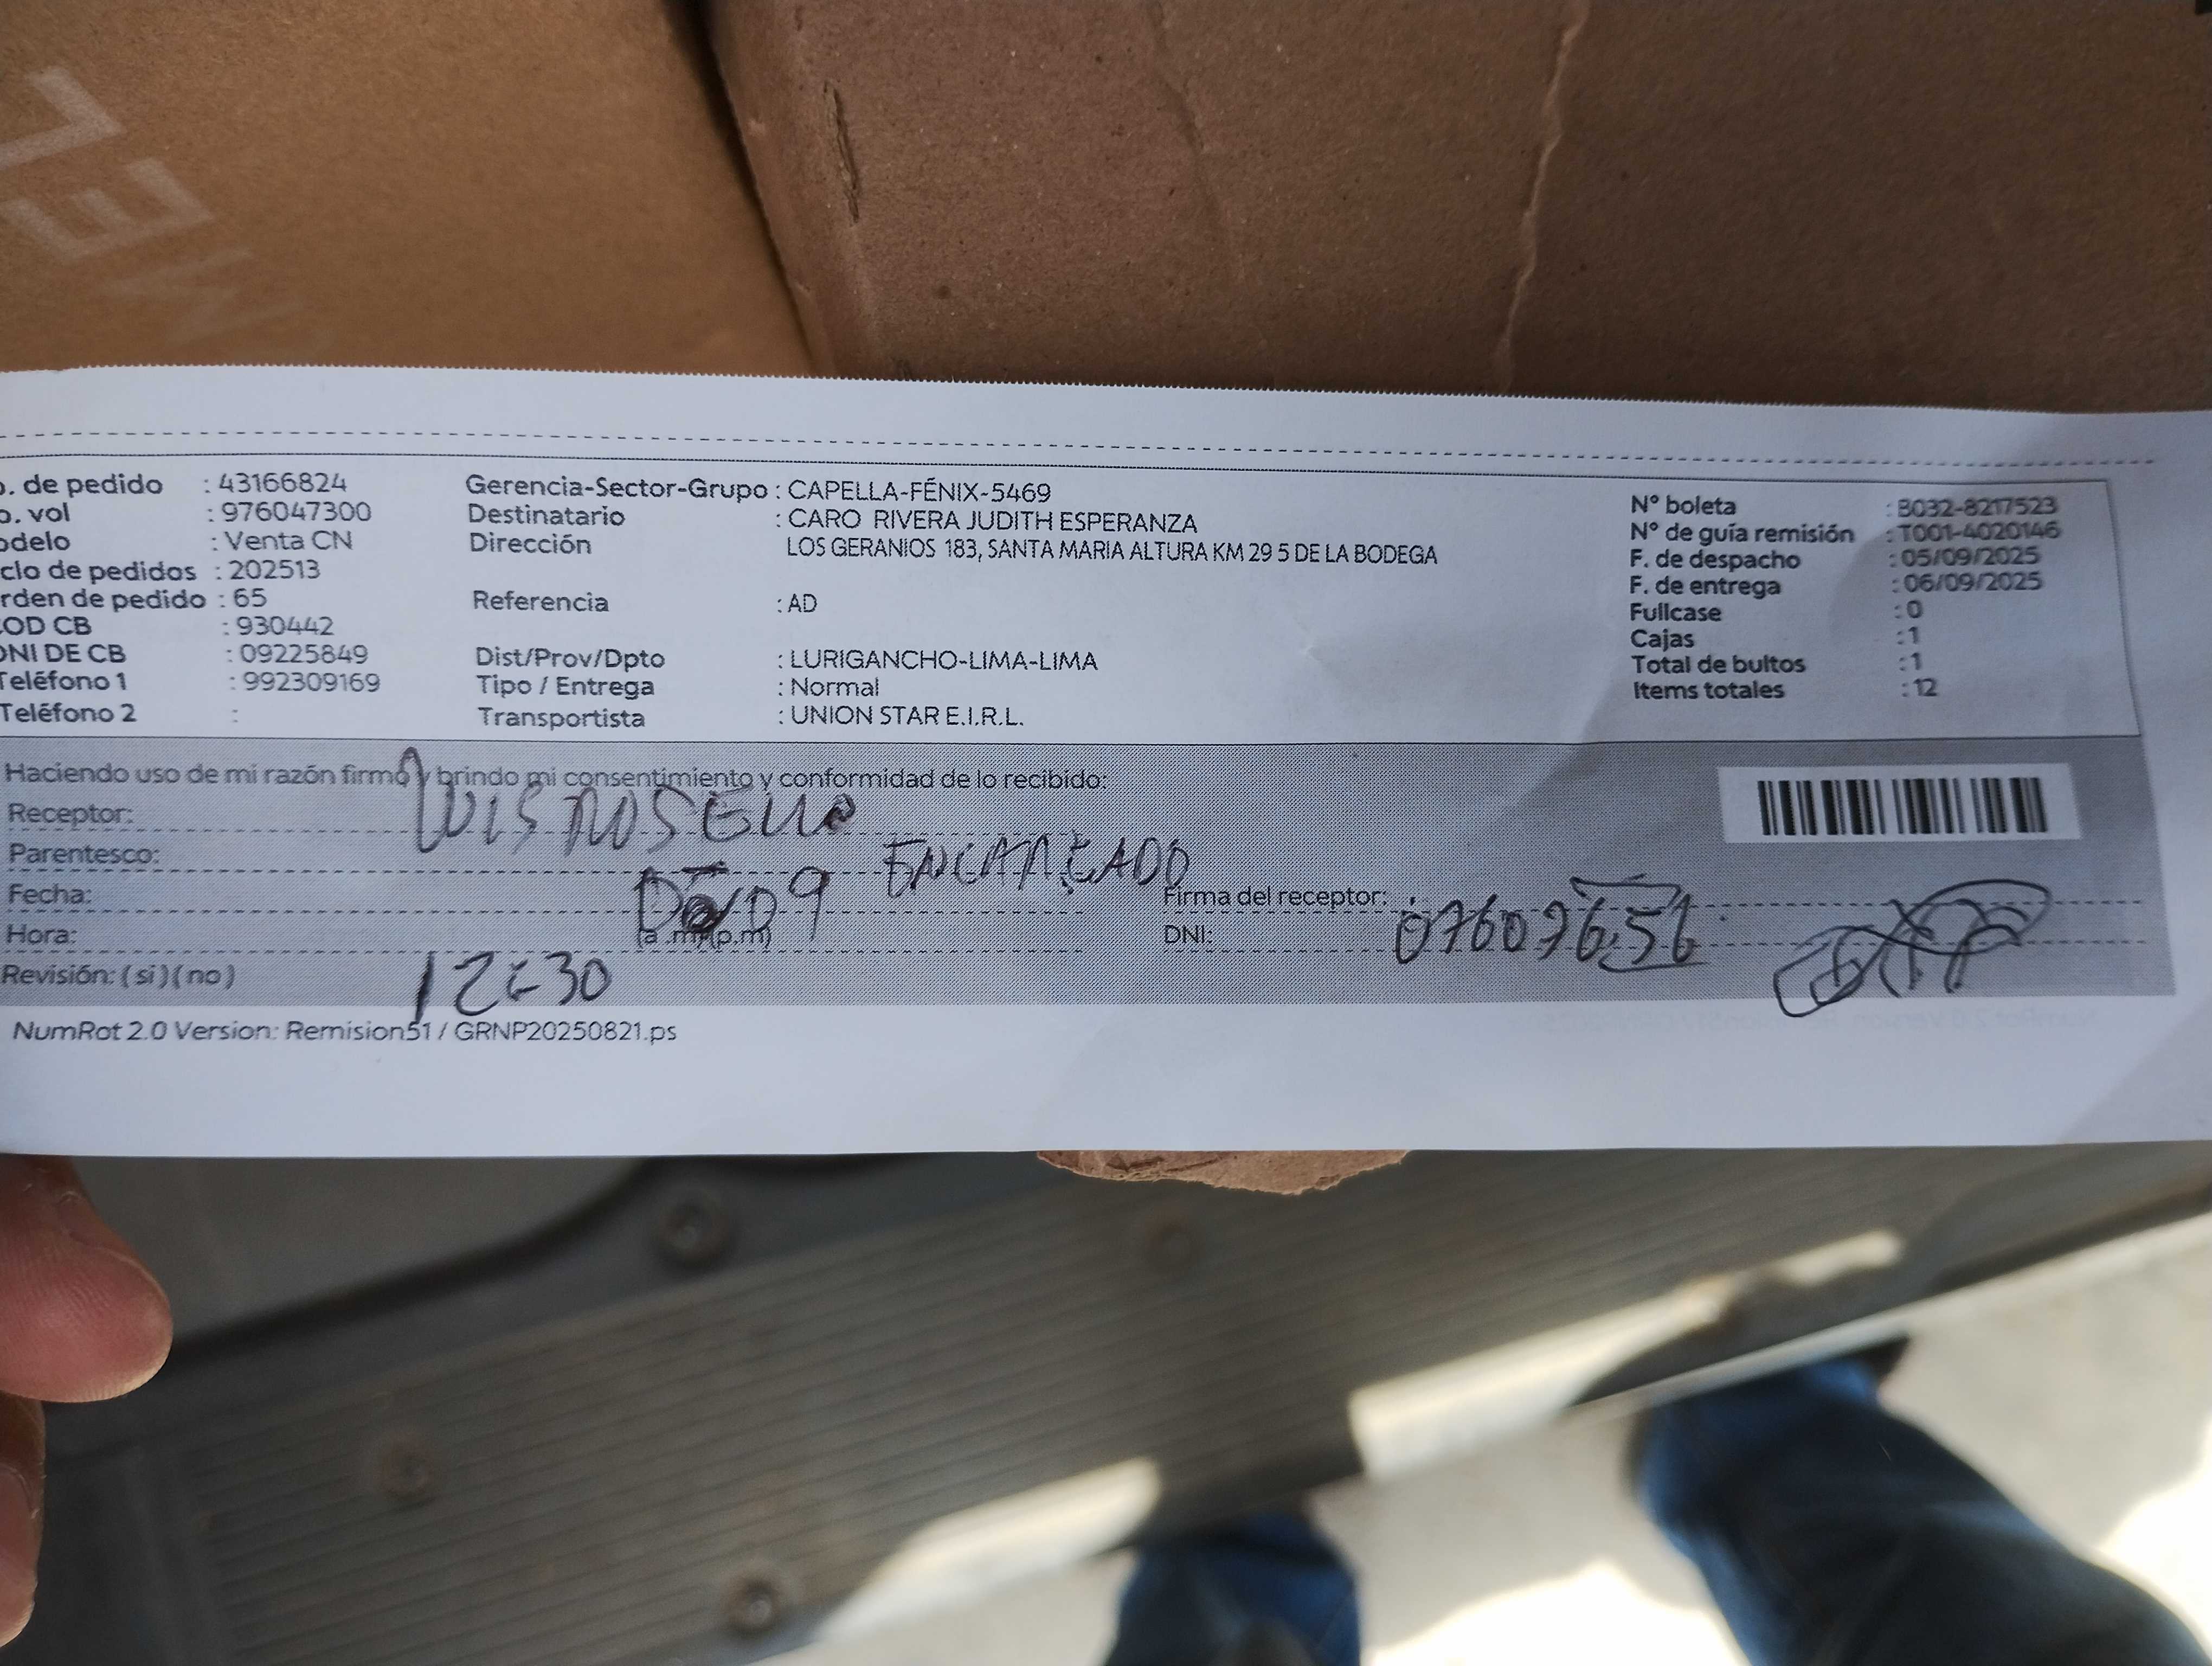 o. de pedido : 43166824
o. vol : 976047300
odelo : Venta CN
clo de pedidos : 202513
rden de pedido : 65
COD CB : 930442
DNI DE CB : 09225849
Teléfono 1 : 992309169
Teléfono 2 :
Gerencia-Sector-Grupo : CAPELLA-FÉNIX-5469
Destinatario : CARO RIVERA JUDITH ESPERANZA
Dirección LOS GERANIOS 183, SANTA MARIA ALTURA KM 29 5 DE LA BODEGA
Referencia : AD
Dist/Prov/Dpto : LURIGANCHO-LIMA-LIMA
Tipo / Entrega : Normal
Transportista : UNION STAR E.I.R.L.
N° boleta : B032-8217523
N° de guía remisión : T001-4020146
F. de despacho : 05/09/2025
F. de entrega : 06/09/2025
Fullcase : 0
Cajas : 1
Total de bultos : 1
Items totales : 12
Haciendo uso de mi razón firmo y brindo mi consentimiento y conformidad de lo recibido:
Receptor: LUIS
Parentesco: ENCARGADO
Fecha:
Firma del receptor:
Hora: (a .m)(p.m)
DNI:
Revisión: ( si ) ( no ) 12:30
NumRot 2.0 Version: Remision51 / GRNP20250821.ps